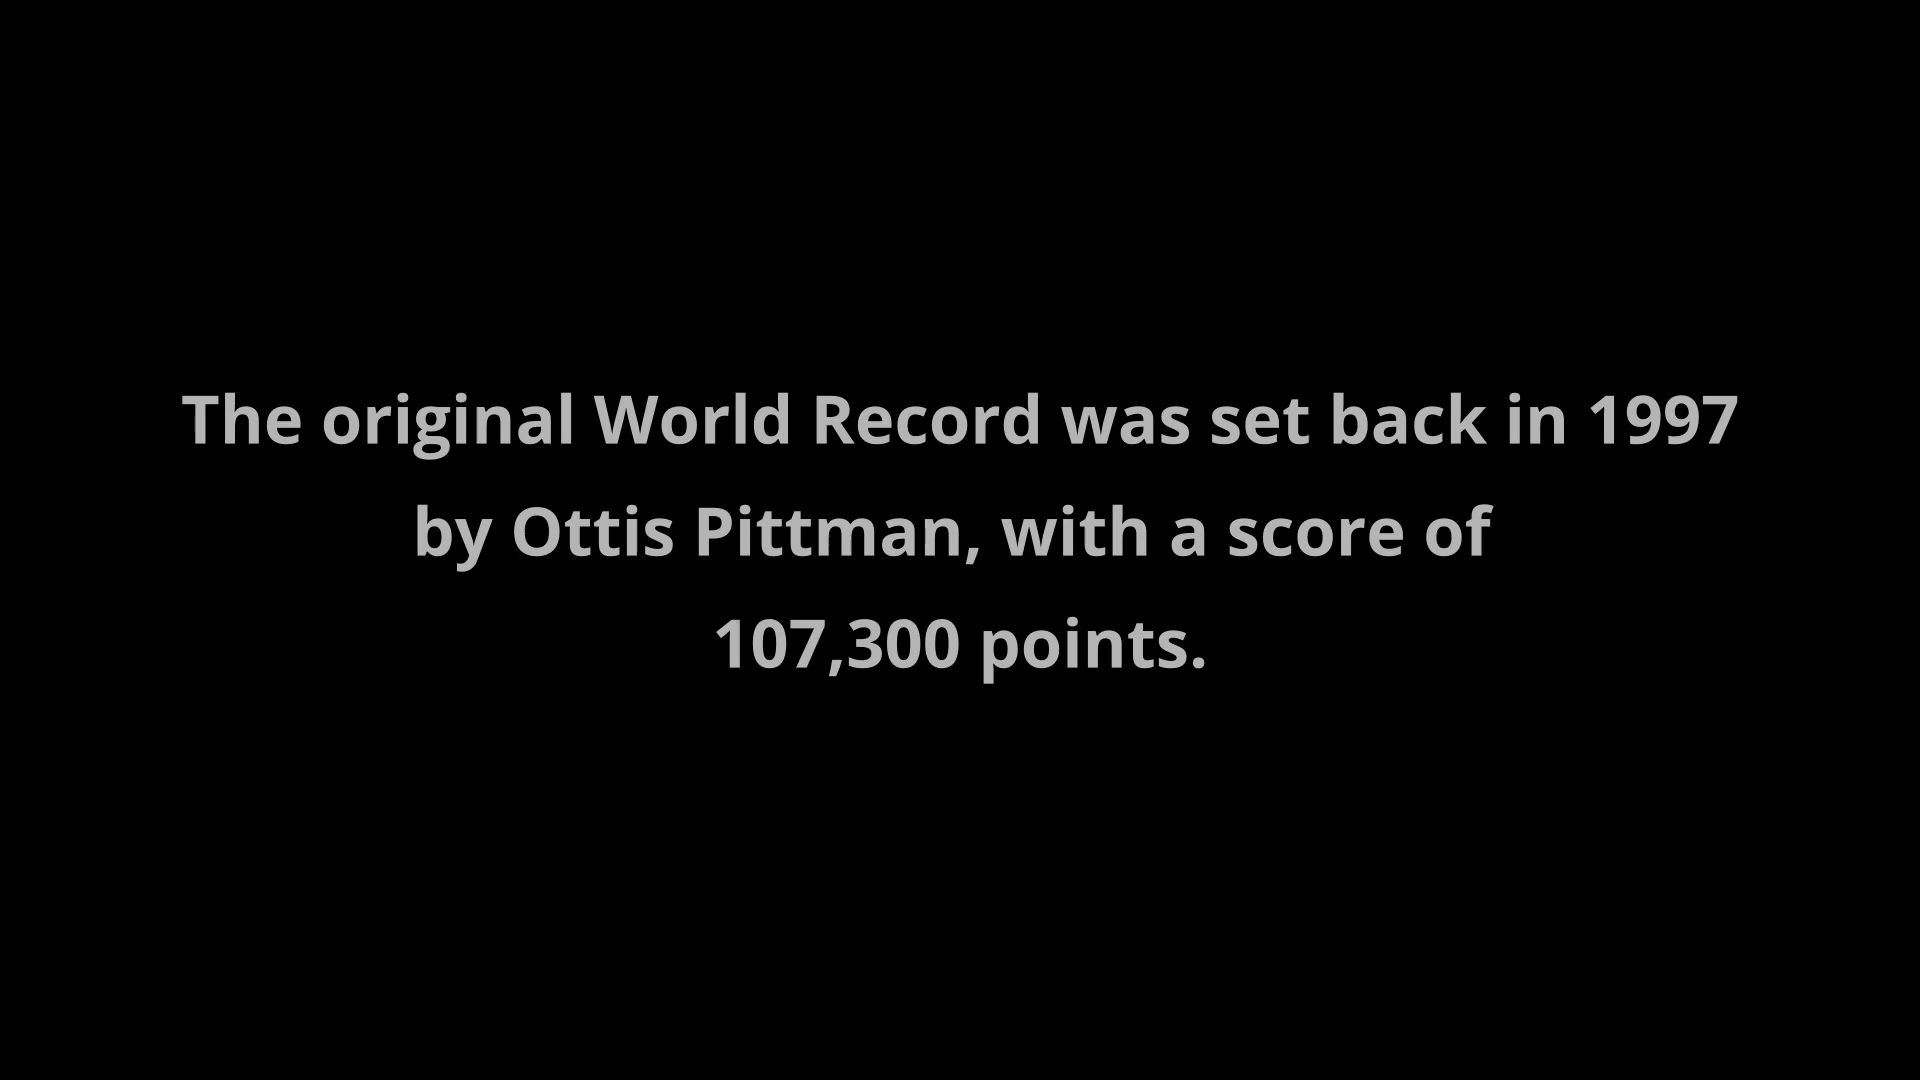 The original World Record was set back in 1997
by Ottis Pittman, with a score of
107,300 points.